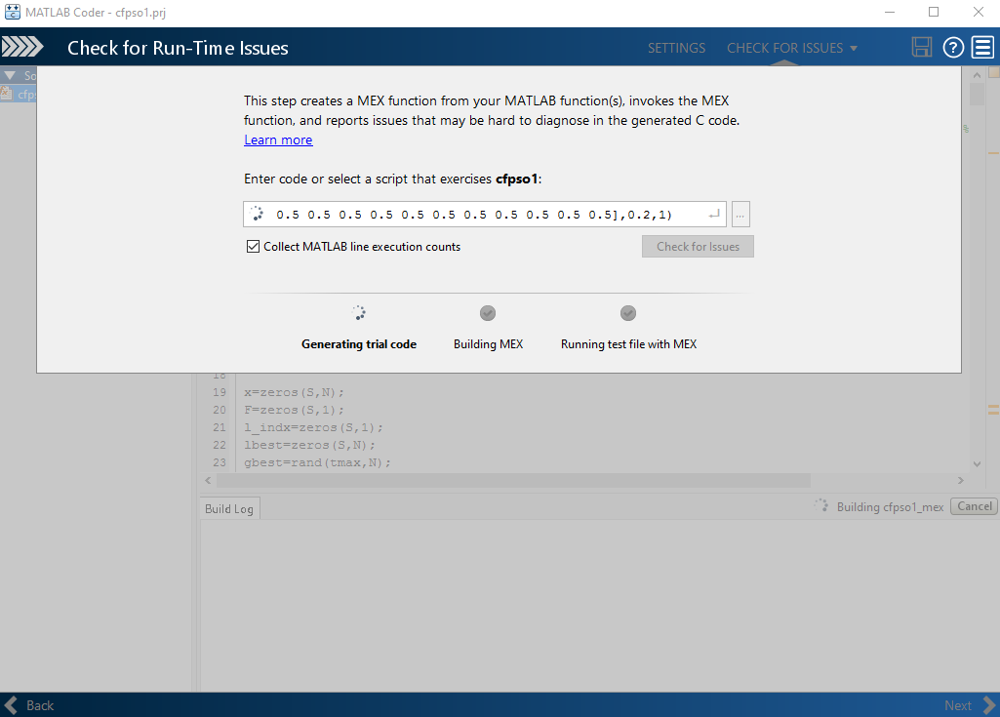 MATLAB Coder - cfpso1.prj
Check for Run-Time Issues
SETTINGS
CHECK FOR ISSUES
So
cfps
This step creates a MEX function from your MATLAB function(s), invokes the MEX
function, and reports issues that may be hard to diagnose in the generated C code.
Learn more
Enter code or select a script that exercises cfpso1:
0.5 0.5 0.5 0.5 0.5 0.5 0.5 0.5 0.5 0.5 0.5],0.2,1)
...
Collect MATLAB line execution counts
Check for Issues
Generating trial code
Building MEX
Running test file with MEX
%
18
19 x=zeros(S,N);
20 F=zeros(S,1);
21 l_indx=zeros(S,1);
22 lbest=zeros(S,N);
23 gbest=rand(tmax,N);
Build Log
Building cfpso1_mex
Cancel
Back
Next